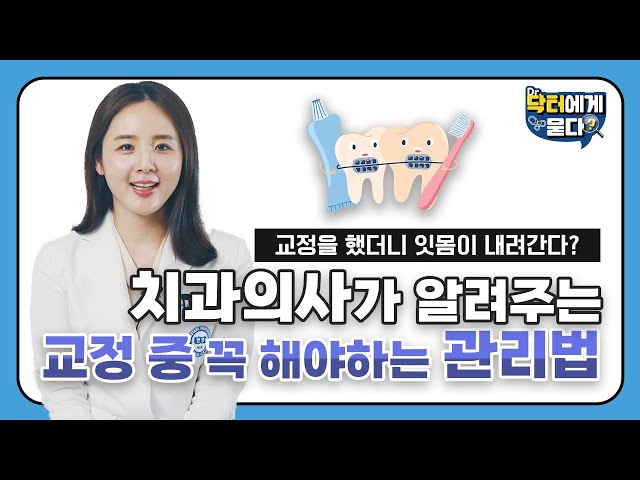 Dr.
닥터에게
묻다?
교정을 했더니 잇몸이 내려간다?
치과의사가 알려주는
교정 중 꼭 해야하는 관리법